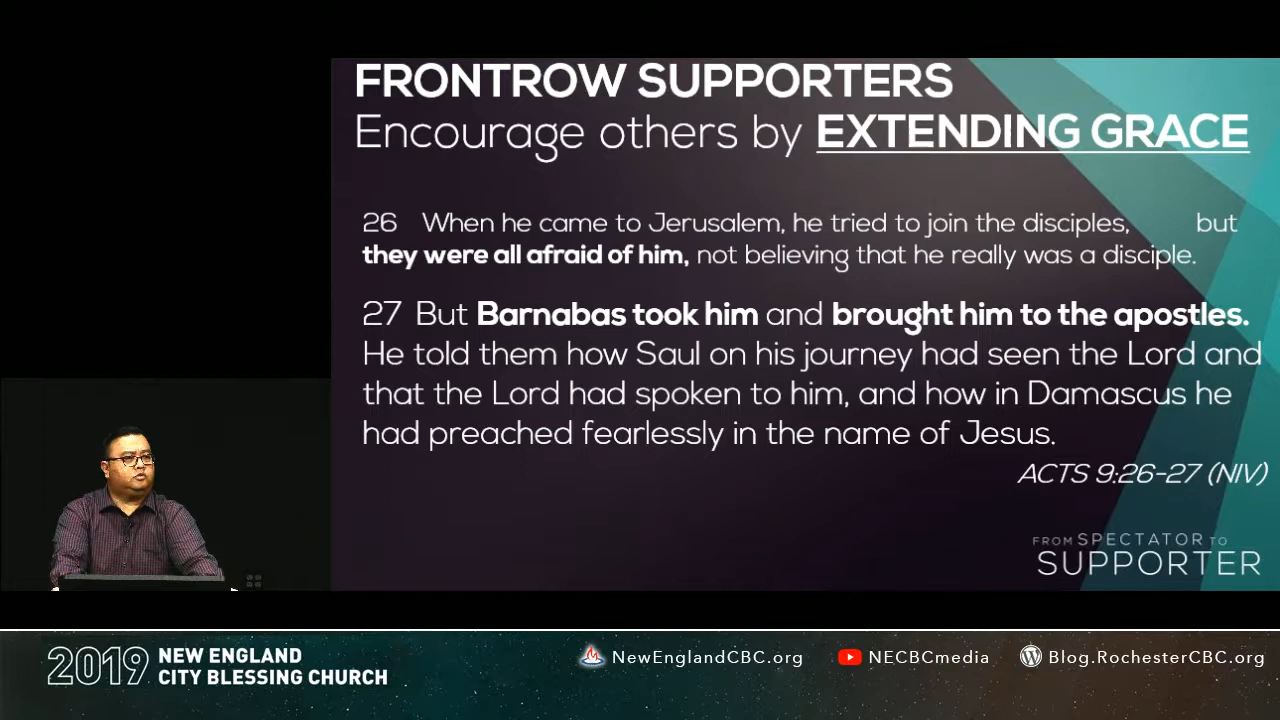 FRONTROW SUPPORTERS
Encourage others by EXTENDING GRACE
26 When he came to Jerusalem, he tried to join the disciples, but
they were all afraid of him, not believing that he really was a disciple.
27 But Barnabas took him and brought him to the apostles.
He told them how Saul on his journey had seen the Lord and
that the Lord had spoken to him, and how in Damascus he
had preached fearlessly in the name of Jesus.
ACTS 9:26-27 (NIV)
FROM SPECTATOR TO
SUPPORTER
2019 NEW ENGLAND
CITY BLESSING CHURCH
NewEnglandCBC.org NECBCmedia Blog.RochesterCBC.org